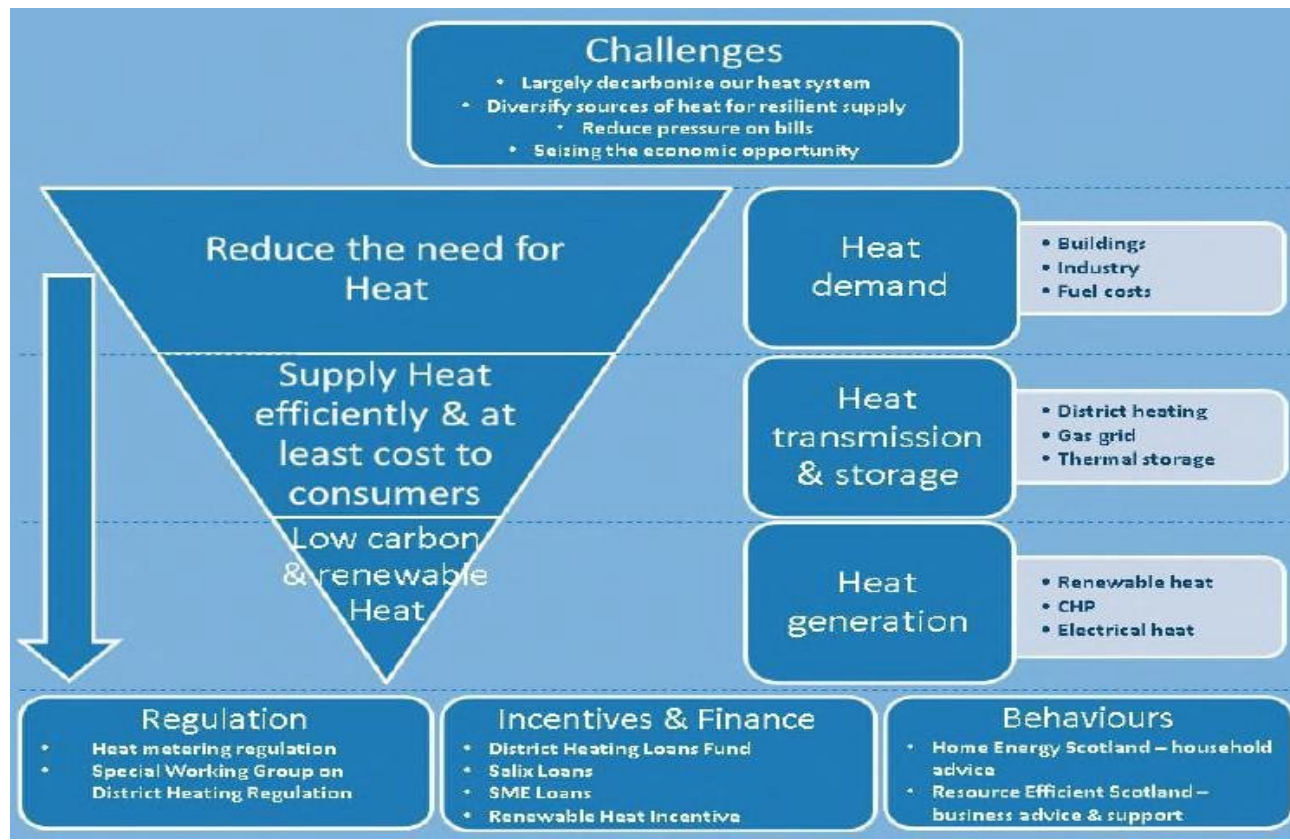 Challenges
• Largely decarbonise our heat system
• Diversify sources of heat for resilient supply
• Reduce pressure on bills
• Seizing the economic opportunity
Reduce the need for
Heat
Heat
demand
• Buildings
• Industry
• Fuel costs
Supply Heat
efficiently & at
least cost to
consumers
Heat
transmission
& storage
• District heating
• Gas grid
• Thermal storage
Low carbon
& renewable
Heat
Heat
generation
• Renewable heat
• CHP
• Electrical heat
Regulation
• Heat metering regulation
• Special Working Group on
District Heating Regulation
Incentives & Finance
• District Heating Loans Fund
• Salix Loans
• SME Loans
• Renewable Heat Incentive
Behaviours
• Home Energy Scotland – household
advice
• Resource Efficient Scotland –
business advice & support